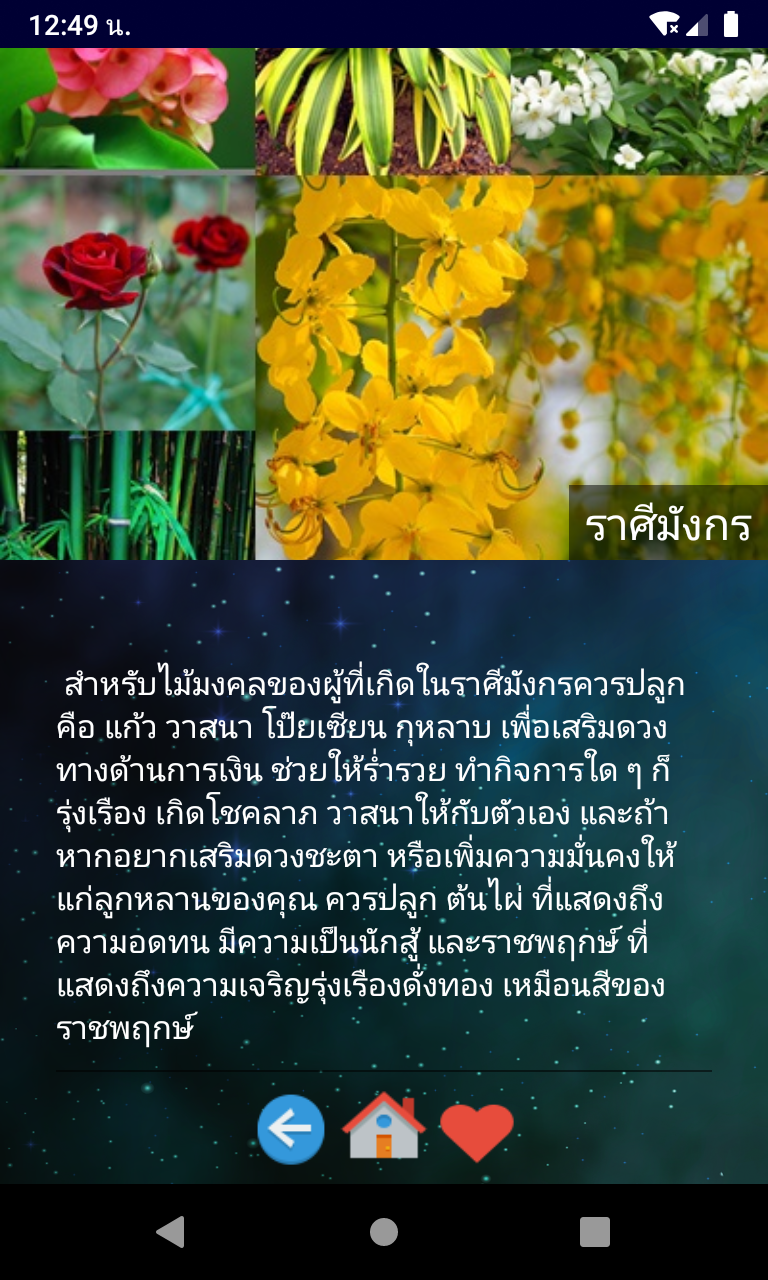 12:49 น.
ราศีมังกร
สำหรับไม้มงคลของผู้ที่เกิดในราศีมังกรควรปลูก
คือ แก้ว วาสนา โป๊ยเซียน กุหลาบ เพื่อเสริมดวง
ทางด้านการเงิน ช่วยให้ร่ำรวย ทำกิจการใด ๆ ก็
รุ่งเรือง เกิดโชคลาภ วาสนาให้กับตัวเอง และถ้า
หากอยากเสริมดวงชะตา หรือเพิ่มความมั่นคงให้
แก่ลูกหลานของคุณ ควรปลูก ต้นไผ่ ที่แสดงถึง
ความอดทน มีความเป็นนักสู้ และราชพฤกษ์ ที่
แสดงถึงความเจริญรุ่งเรืองดั่งทอง เหมือนสีของ
ราชพฤกษ์